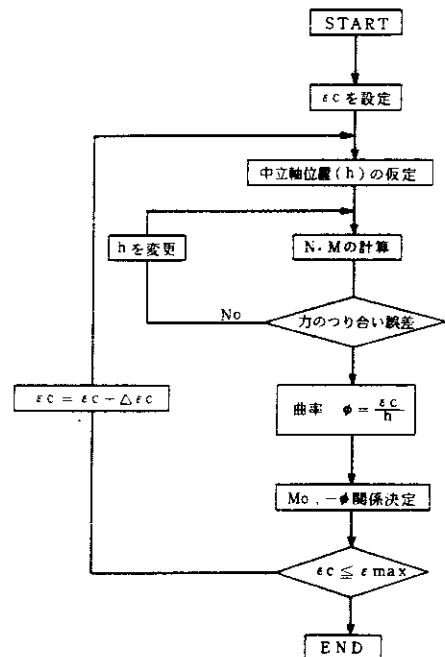 START
εcを設定
中立軸位置(h)の仮定
hを変更
N.Mの計算
No
力のつり合い誤差
εc = εc − △εc
曲率 φ = εc/h
Mo.−φ関係決定
εc ≦ εmax
END